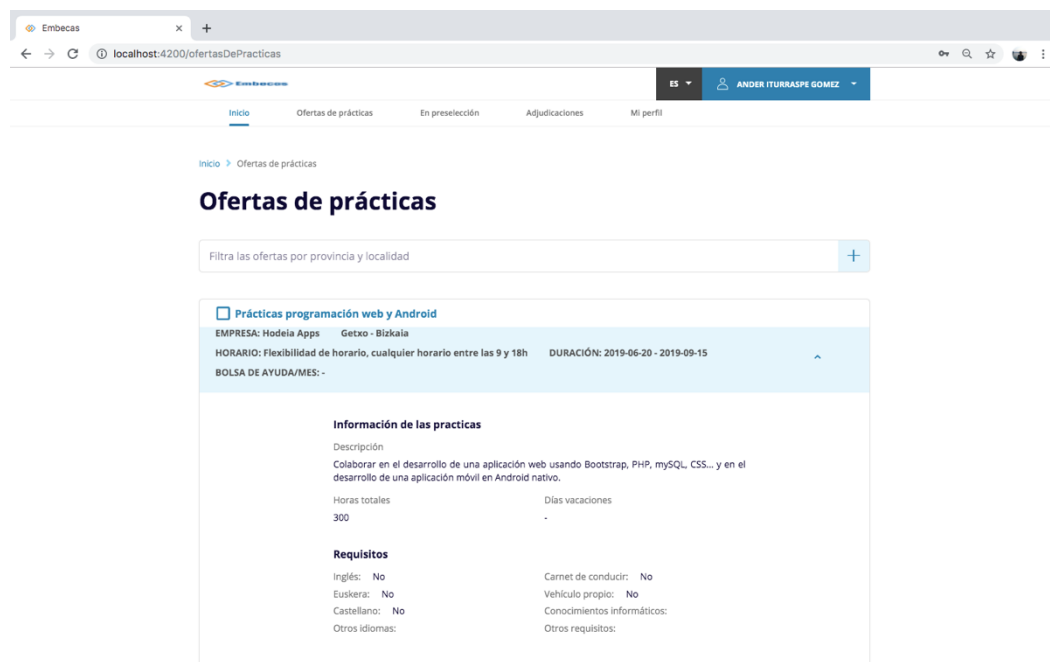 Embecas
localhost:4200/ofertasDePracticas
Embecas
ES
ANDER ITURRASPE GOMEZ
Inicio Ofertas de prácticas En preselección Adjudicaciones Mi perfil
Inicio > Ofertas de prácticas
Ofertas de prácticas
Filtra las ofertas por provincia y localidad
Prácticas programación web y Android
EMPRESA: Hodeia Apps Getxo - Bizkaia
HORARIO: Flexibilidad de horario, cualquier horario entre las 9 y 18h DURACIÓN: 2019-06-20 - 2019-09-15
BOLSA DE AYUDA/MES: -
Información de las practicas
Descripción
Colaborar en el desarrollo de una aplicación web usando Bootstrap, PHP, mySQL, CSS... y en el
desarrollo de una aplicación móvil en Android nativo.
Horas totales Días vacaciones
300 -
Requisitos
Inglés: No Carnet de conducir: No
Euskera: No Vehículo propio: No
Castellano: No Conocimientos informáticos:
Otros idiomas: Otros requisitos: